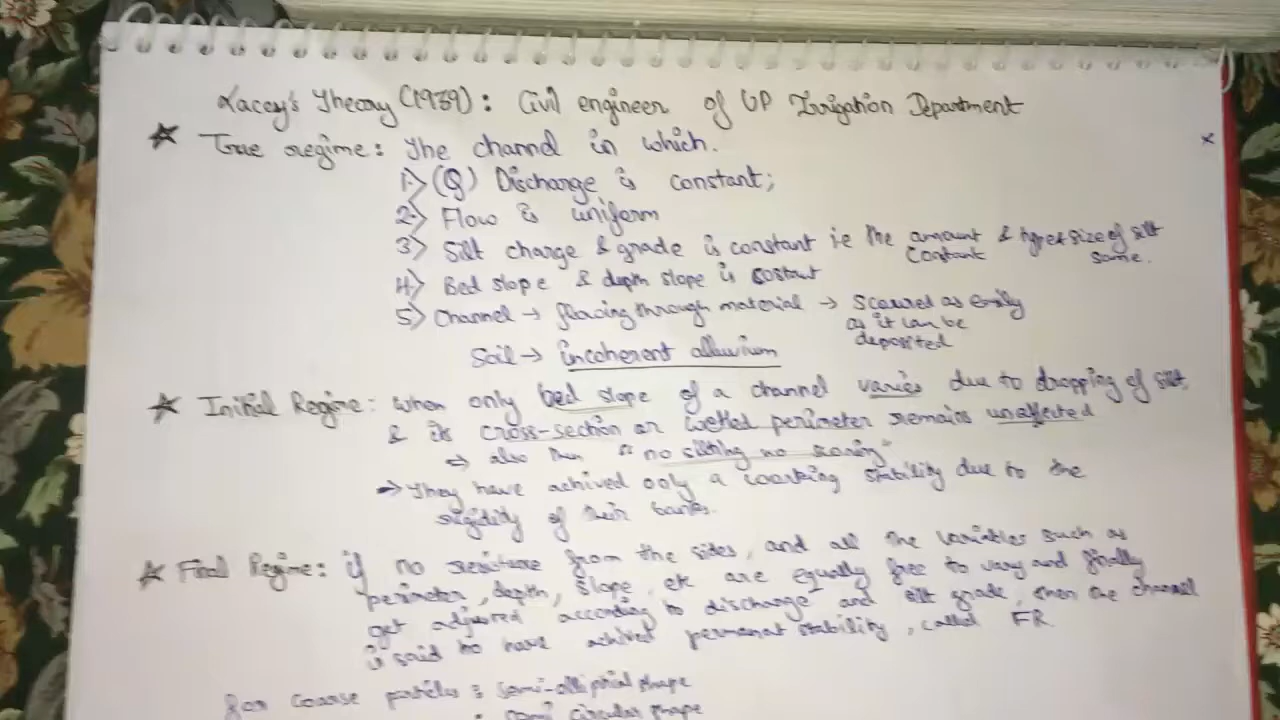 Lacey's Theory (1939): Civil engineer of UP Irrigation Department
★ True regime: The channel in which.
1.> (Q) Discharge is constant;
2.> Flow is uniform
3> Silt charge & grade is constant ie the amount & type & size of silt
constant same.
4> Bed slope & depth slope is costant
5> Channel → flowing through material → scoured as easily
as it can be
deposited
Soil → incoherent alluvium
★ Initial Regime: when only bed slope of a channel varies due to dropping of silt,
& its cross-section or wetted perimeter remains unaffected
⇒ also then "no silting no scoring"
→ They have achived only a working stability due to the
rigidity of their banks.
★ Final Regime: if no resistance from the sides, and all the variables such as
perimeter, depth, slope, etc are equally free to vary and finally
get adjusted according to discharge and silt grade, then the channel
is said to have achived permanat stability, called FR.
for coarse particles : semi-elliptical shape
: semi circular shape